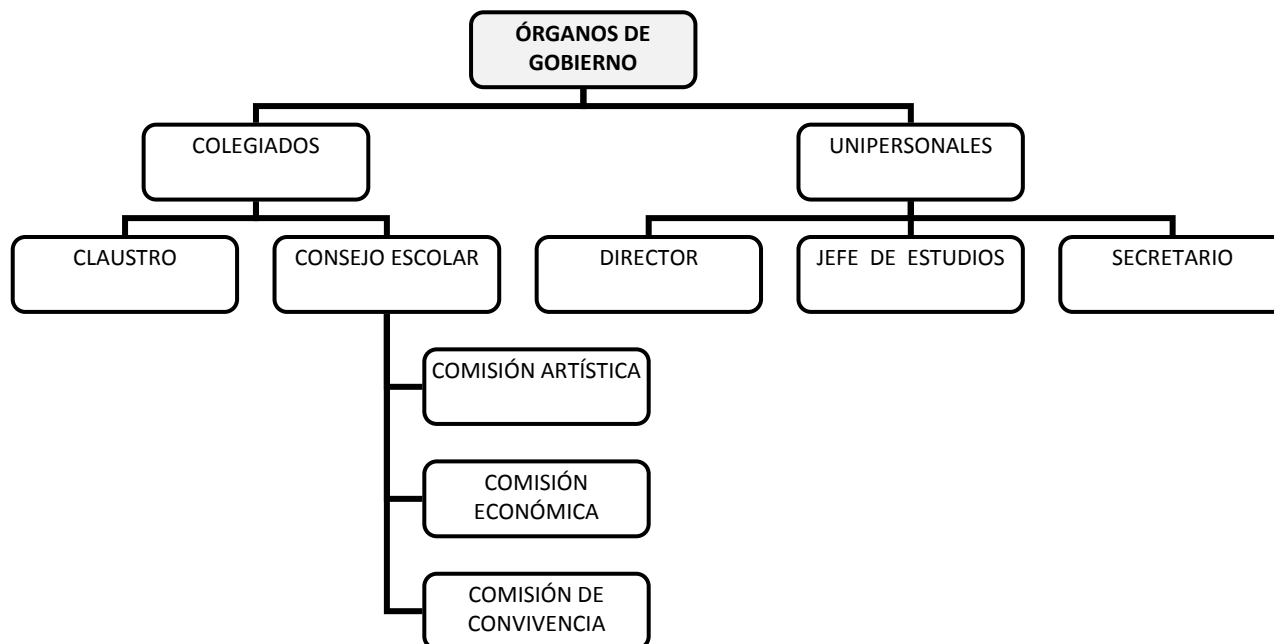 ÓRGANOS DE
GOBIERNO
COLEGIADOS
UNIPERSONALES
CLAUSTRO
CONSEJO ESCOLAR
DIRECTOR
JEFE DE ESTUDIOS
SECRETARIO
COMISIÓN ARTÍSTICA
COMISIÓN
ECONÓMICA
COMISIÓN DE
CONVIVENCIA